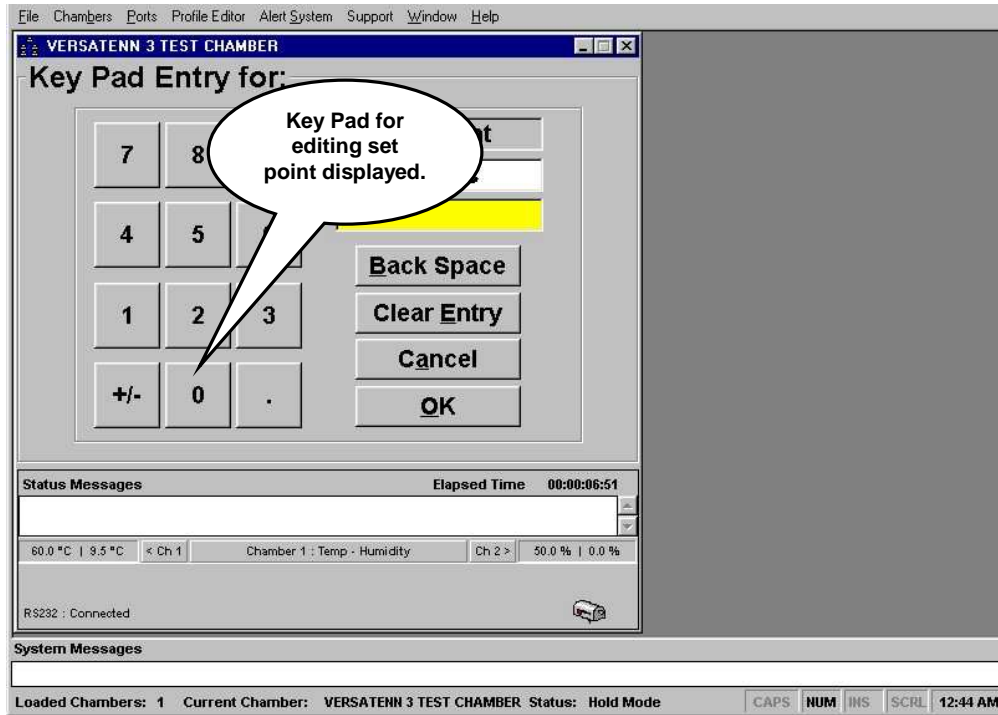 File Chambers Ports Profile Editor Alert System Support Window Help
VERSATENN 3 TEST CHAMBER
Key Pad Entry for:
Key Pad for
editing set
point displayed.
7 8
4 5
Back Space
1 2 3
Clear Entry
Cancel
+/- 0 .
OK
Status Messages Elapsed Time 00:00:06:51
60.0 °C | 9.5 °C < Ch 1 Chamber 1 : Temp - Humidity Ch 2 > 50.0 % | 0.0 %
RS232 : Connected
System Messages
Loaded Chambers: 1 Current Chamber: VERSATENN 3 TEST CHAMBER Status: Hold Mode CAPS NUM INS SCRL 12:44 AM